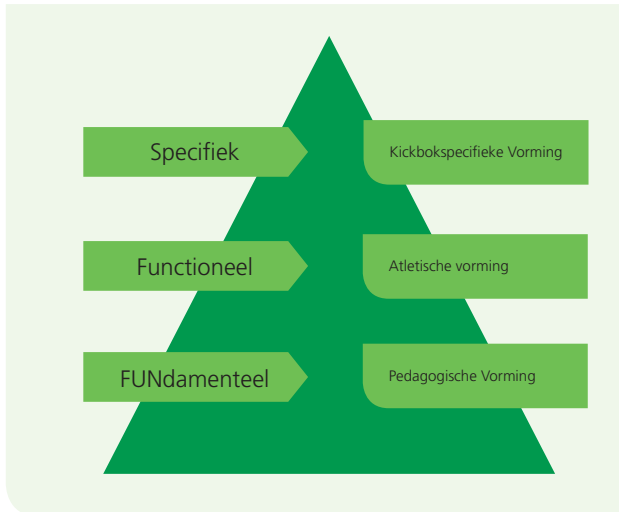 Specifiek
Kickbokspecifieke Vorming
Functioneel
Atletische vorming
FUNdamenteel
Pedagogische Vorming